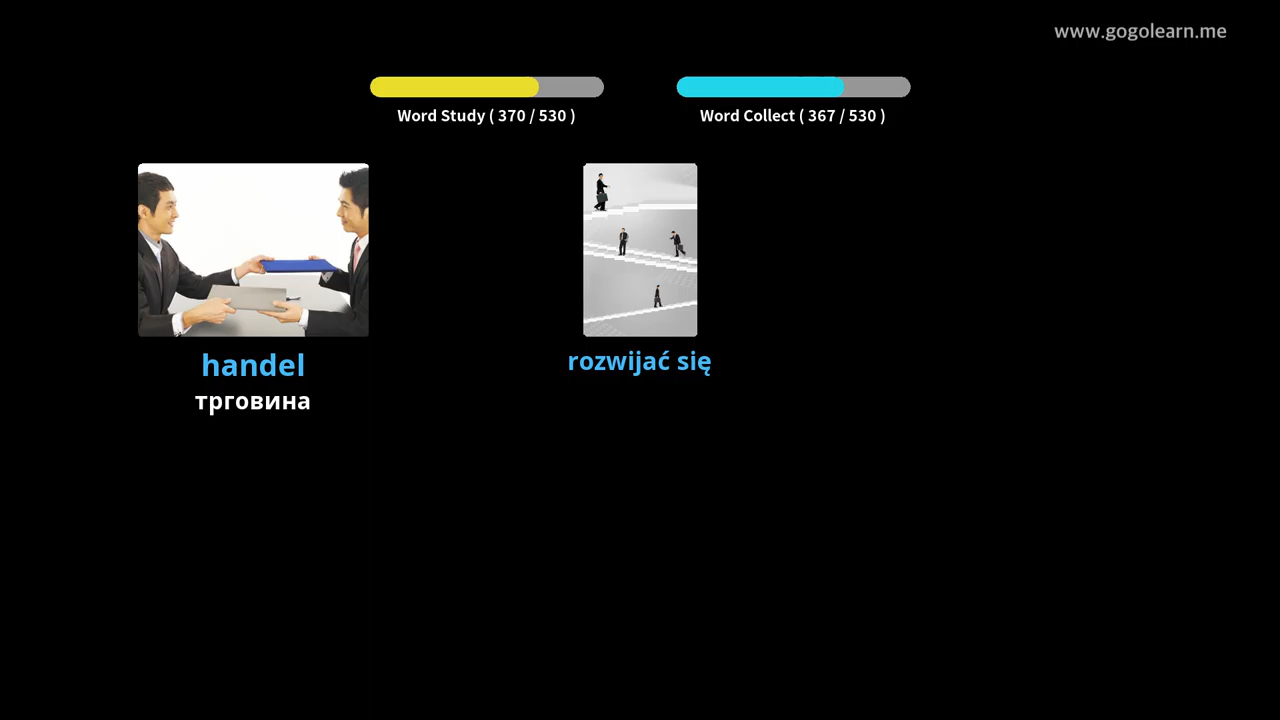 www.gogolearn.me
Word Study ( 370 / 530 )
Word Collect ( 367 / 530 )
handel
трговина
rozwijać się